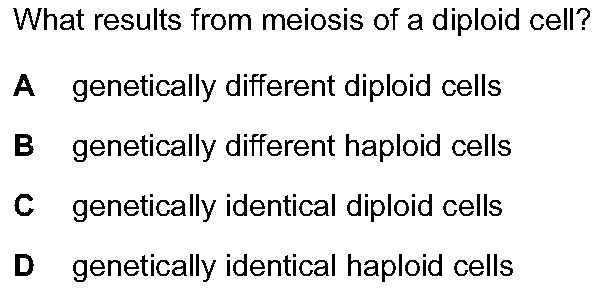 What results from meiosis of a diploid cell?
A genetically different diploid cells
B genetically different haploid cells
C genetically identical diploid cells
D genetically identical haploid cells